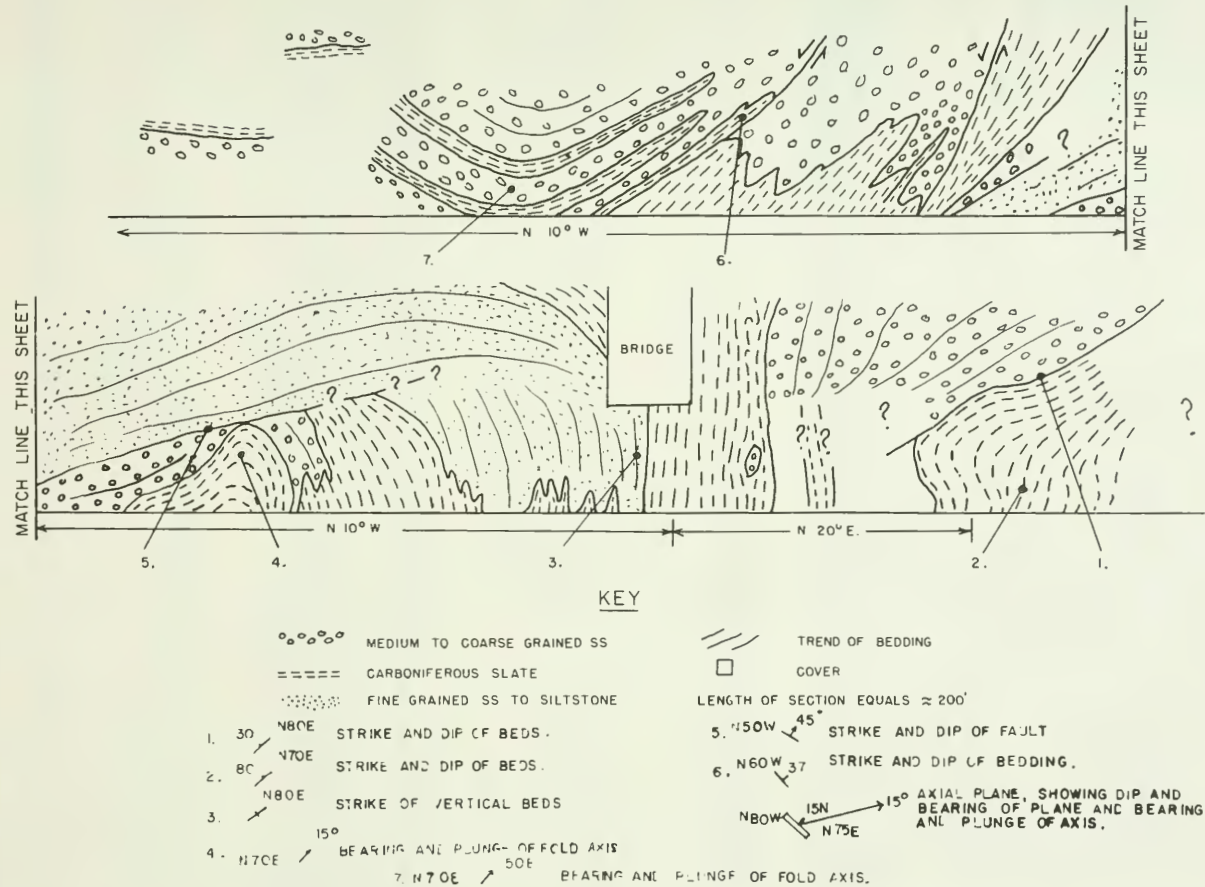 MATCH LINE THIS SHEET
N 10° W
7.
6.
MATCH LINE THIS SHEET
BRIDGE
?
?
- ? - ? -
?
?
? ?
?
N 10° W
N 20° E.
5.
4.
3.
2.
1.
KEY
MEDIUM TO COARSE GRAINED SS
CARBONIFEROUS SLATE
FINE GRAINED SS TO SILTSTONE
TREND OF BEDDING
COVER
LENGTH OF SECTION EQUALS ≈ 200'
1. 30 N80E STRIKE AND DIP OF BEDS.
2. 80 N70E STRIKE AND DIP OF BEDS.
3. N80E STRIKE OF VERTICAL BEDS
4. N70E 15° BEARING AND PLUNGE OF FOLD AXIS
5. N50W 45° STRIKE AND DIP OF FAULT
6. N60W 37 STRIKE AND DIP OF BEDDING.
N80W 15N N75E 15° AXIAL PLANE, SHOWING DIP AND
BEARING OF PLANE AND BEARING
AND PLUNGE OF AXIS.
7. N70E 50E BEARING AND PLUNGE OF FOLD AXIS.